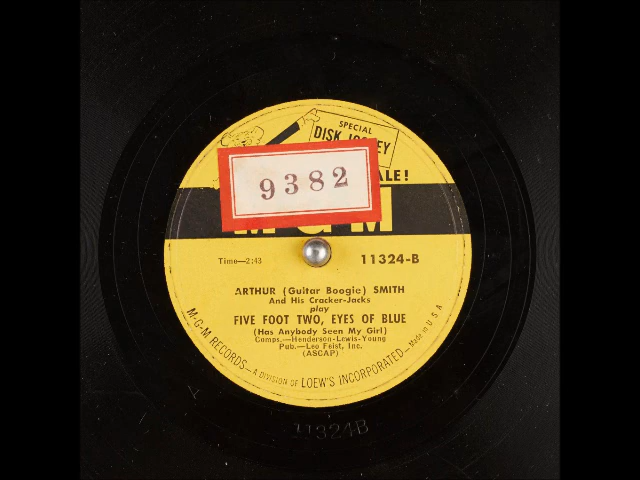 SPECIAL
DISK
9382
M-G-M
Time—2:43
11324-B
ARTHUR (Guitar Boogie) SMITH
And His Cracker-Jacks
play
FIVE FOOT TWO, EYES OF BLUE
(Has Anybody Seen My Girl)
Comps.—Henderson-Lewis-Young
Pub.—Leo Feist, Inc.
(ASCAP)
M-G-M RECORDS—A DIVISION OF LOEW'S INCORPORATED—Made in U S A
11324B